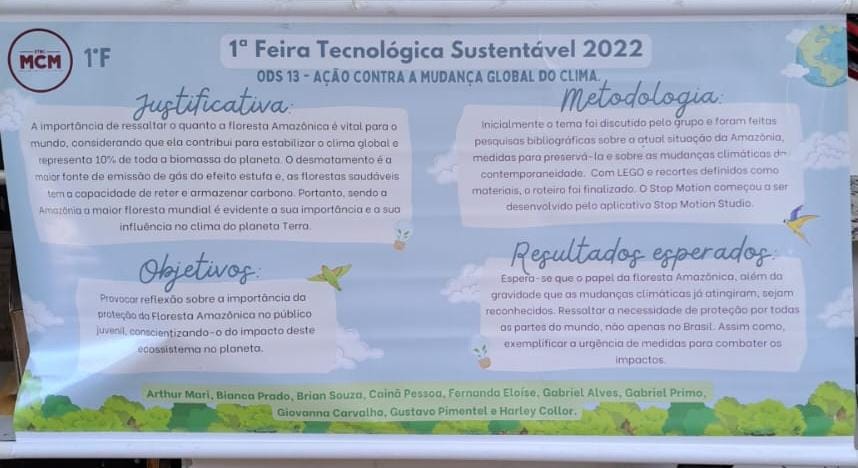 ETEC
MCM
1°F
1ª Feira Tecnológica Sustentável 2022
ODS 13 - AÇÃO CONTRA A MUDANÇA GLOBAL DO CLIMA.
Justificativa:
A importância de ressaltar o quanto a floresta Amazônica é vital para o
mundo, considerando que ela contribui para estabilizar o clima global e
representa 10% de toda a biomassa do planeta. O desmatamento é a
maior fonte de emissão de gás do efeito estufa e, as florestas saudáveis
tem a capacidade de reter e armazenar carbono. Portanto, sendo a
Amazônia a maior floresta mundial é evidente a sua importância e a sua
influência no clima do planeta Terra.
Objetivos:
Provocar reflexão sobre a importância da
proteção da Floresta Amazônica no público
juvenil, conscientizando-o do impacto deste
ecossistema no planeta.
Metodologia:
Inicialmente o tema foi discutido pelo grupo e foram feitas
pesquisas bibliográficas sobre a atual situação da Amazônia,
medidas para preservá-la e sobre as mudanças climáticas da
contemporaneidade. Com LEGO e recortes definidos como
materiais, o roteiro foi finalizado. O Stop Motion começou a ser
desenvolvido pelo aplicativo Stop Motion Studio.
Resultados esperados:
Espera-se que o papel da floresta Amazônica, além da
gravidade que as mudanças climáticas já atingiram, sejam
reconhecidos. Ressaltar a necessidade de proteção por todas
as partes do mundo, não apenas no Brasil. Assim como,
exemplificar a urgência de medidas para combater os
impactos.
Arthur Mari, Bianca Prado, Brian Souza, Cainã Pessoa, Fernanda Eloíse, Gabriel Alves, Gabriel Primo,
Giovanna Carvalho, Gustavo Pimentel e Harley Collor.